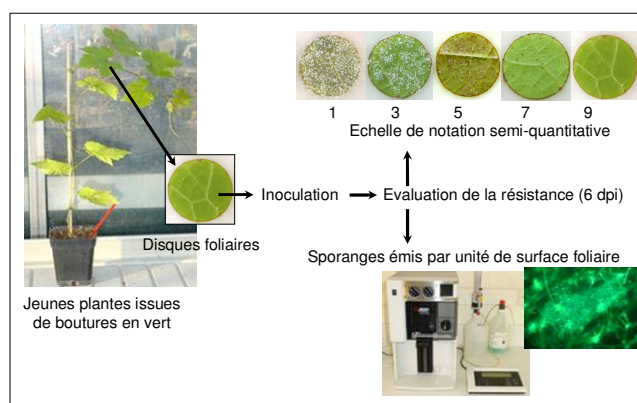 1 3 5 7 9
Echelle de notation semi-quantitative
Inoculation
Evaluation de la résistance (6 dpi)
Disques foliaires
Sporanges émis par unité de surface foliaire
Jeunes plantes issues
de boutures en vert